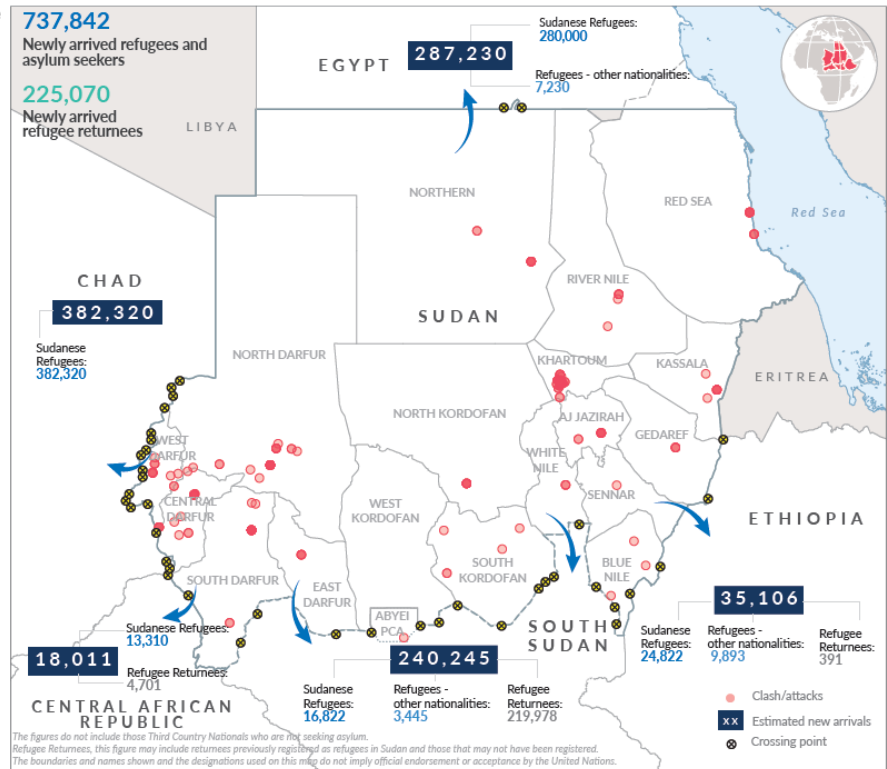 737,842
Newly arrived refugees and
asylum seekers
225,070
Newly arrived
refugee returnees
LIBYA
EGYPT
287,230
Sudanese Refugees:
280,000
Refugees - other nationalities:
7,230
NORTHERN
RED SEA
Red Sea
CHAD
382,320
Sudanese
Refugees:
382,320
SUDAN
RIVER NILE
NORTH DARFUR
KHARTOUM
KASSALA
ERITREA
NORTH KORDOFAN
AJ JAZIRAH
GEDAREF
WEST
DARFUR
WHITE
NILE
SENNAR
CENTRAL
DARFUR
WEST
KORDOFAN
ETHIOPIA
SOUTH
KORDOFAN
BLUE
NILE
SOUTH DARFUR
EAST
DARFUR
ABYEI
PCA
SOUTH
SUDAN
35,106
Sudanese
Refugees:
24,822
Refugees -
other nationalities:
9,893
Refugee
Returnees:
391
Sudanese Refugees:
13,310
18,011
Refugee Returnees:
4,701
CENTRAL AFRICAN
REPUBLIC
240,245
Sudanese
Refugees:
16,822
Refugees -
other nationalities:
3,445
Refugee
Returnees:
219,978
Clash/attacks
xx Estimated new arrivals
Crossing point
The figures do not include those Third Country Nationals who are not seeking asylum.
Refugee Returnees, this figure may include returnees previously registered as refugees in Sudan and those that may not have been registered.
The boundaries and names shown and the designations used on this map do not imply official endorsement or acceptance by the United Nations.